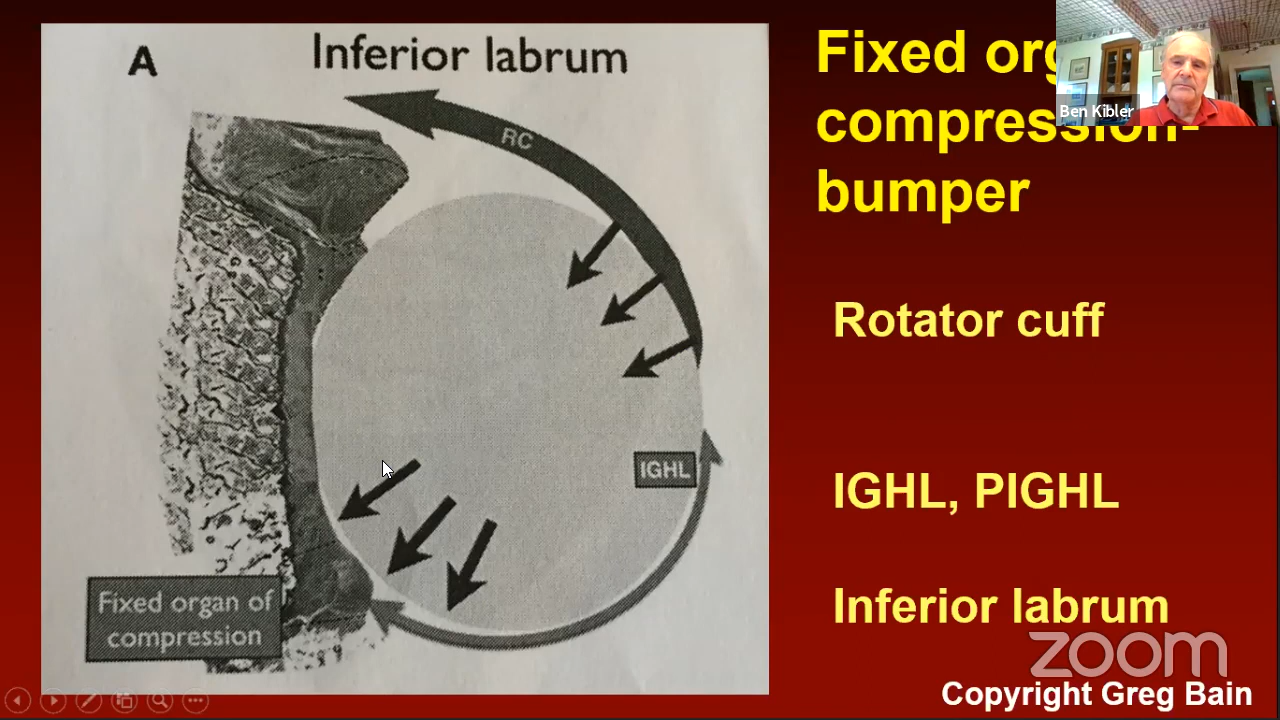 A
Inferior labrum
RC
IGHL
Fixed organ of
compression
Fixed
compression-
bumper
Ben Kibler
Rotator cuff
IGHL, PIGHL
Inferior labrum
zoom
Copyright Greg Bain